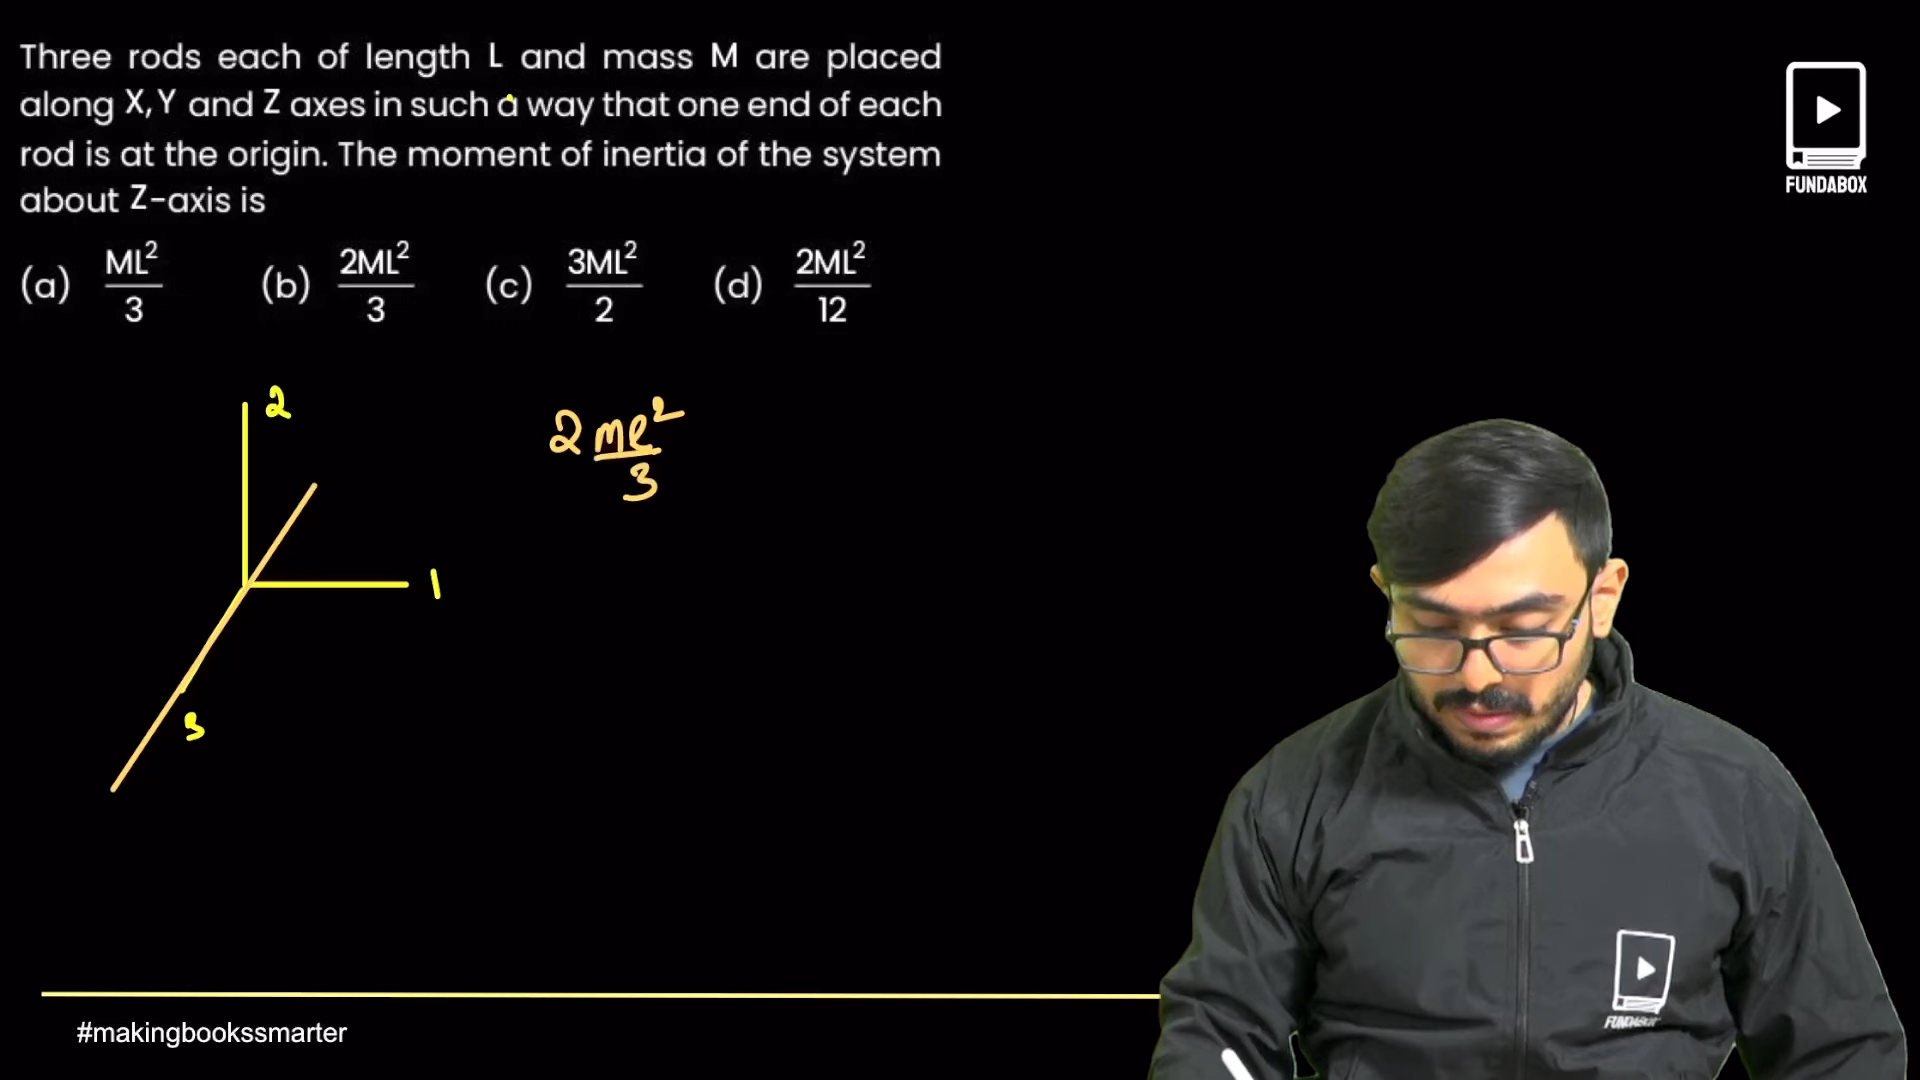 Three rods each of length L and mass M are placed
along X, Y and Z axes in such a way that one end of each
rod is at the origin. The moment of inertia of the system
about Z-axis is
(a) ML²/3 (b) 2ML²/3 (c) 3ML²/2 (d) 2ML²/12
FUNDABOX
2
2 ml²/3
1
3
FUNDABOX
#makingbookssmarter